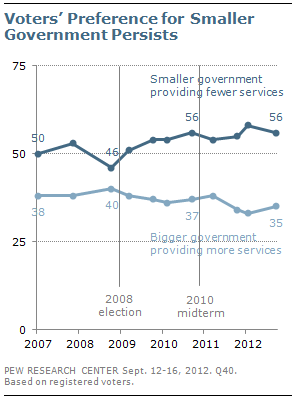 Voters' Preference for Smaller
Government Persists
75
Smaller government
providing fewer services
56
56
50
46
50
38
40
37
35
Bigger government
providing more services
25
2008
election
2010
midterm
0
2007
2008
2009
2010
2011
2012
PEW RESEARCH CENTER Sept. 12-16, 2012. Q40.
Based on registered voters.